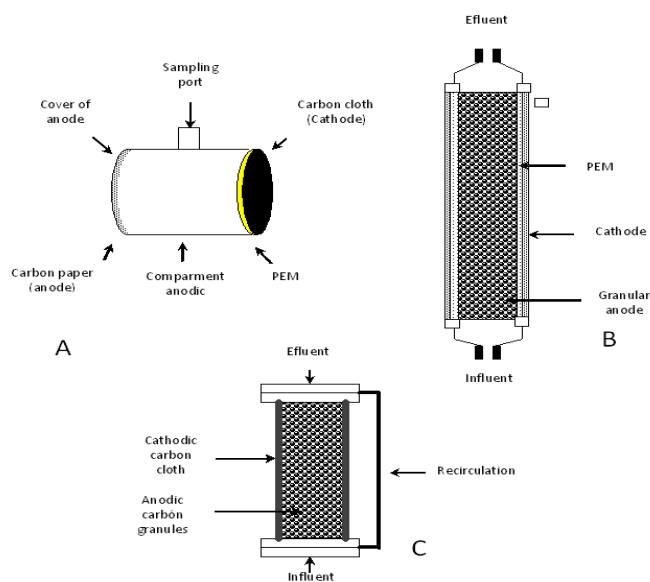 Sampling
port
Cover of
anode
Carbon cloth
(Cathode)
Carbon paper
(anode)
Comparment
anodic
PEM
A
Efluent
PEM
Cathode
Granular
anode
B
Influent
Efluent
Cathodic
carbon
cloth
Recirculation
Anodic
carbón
granules
C
Influent